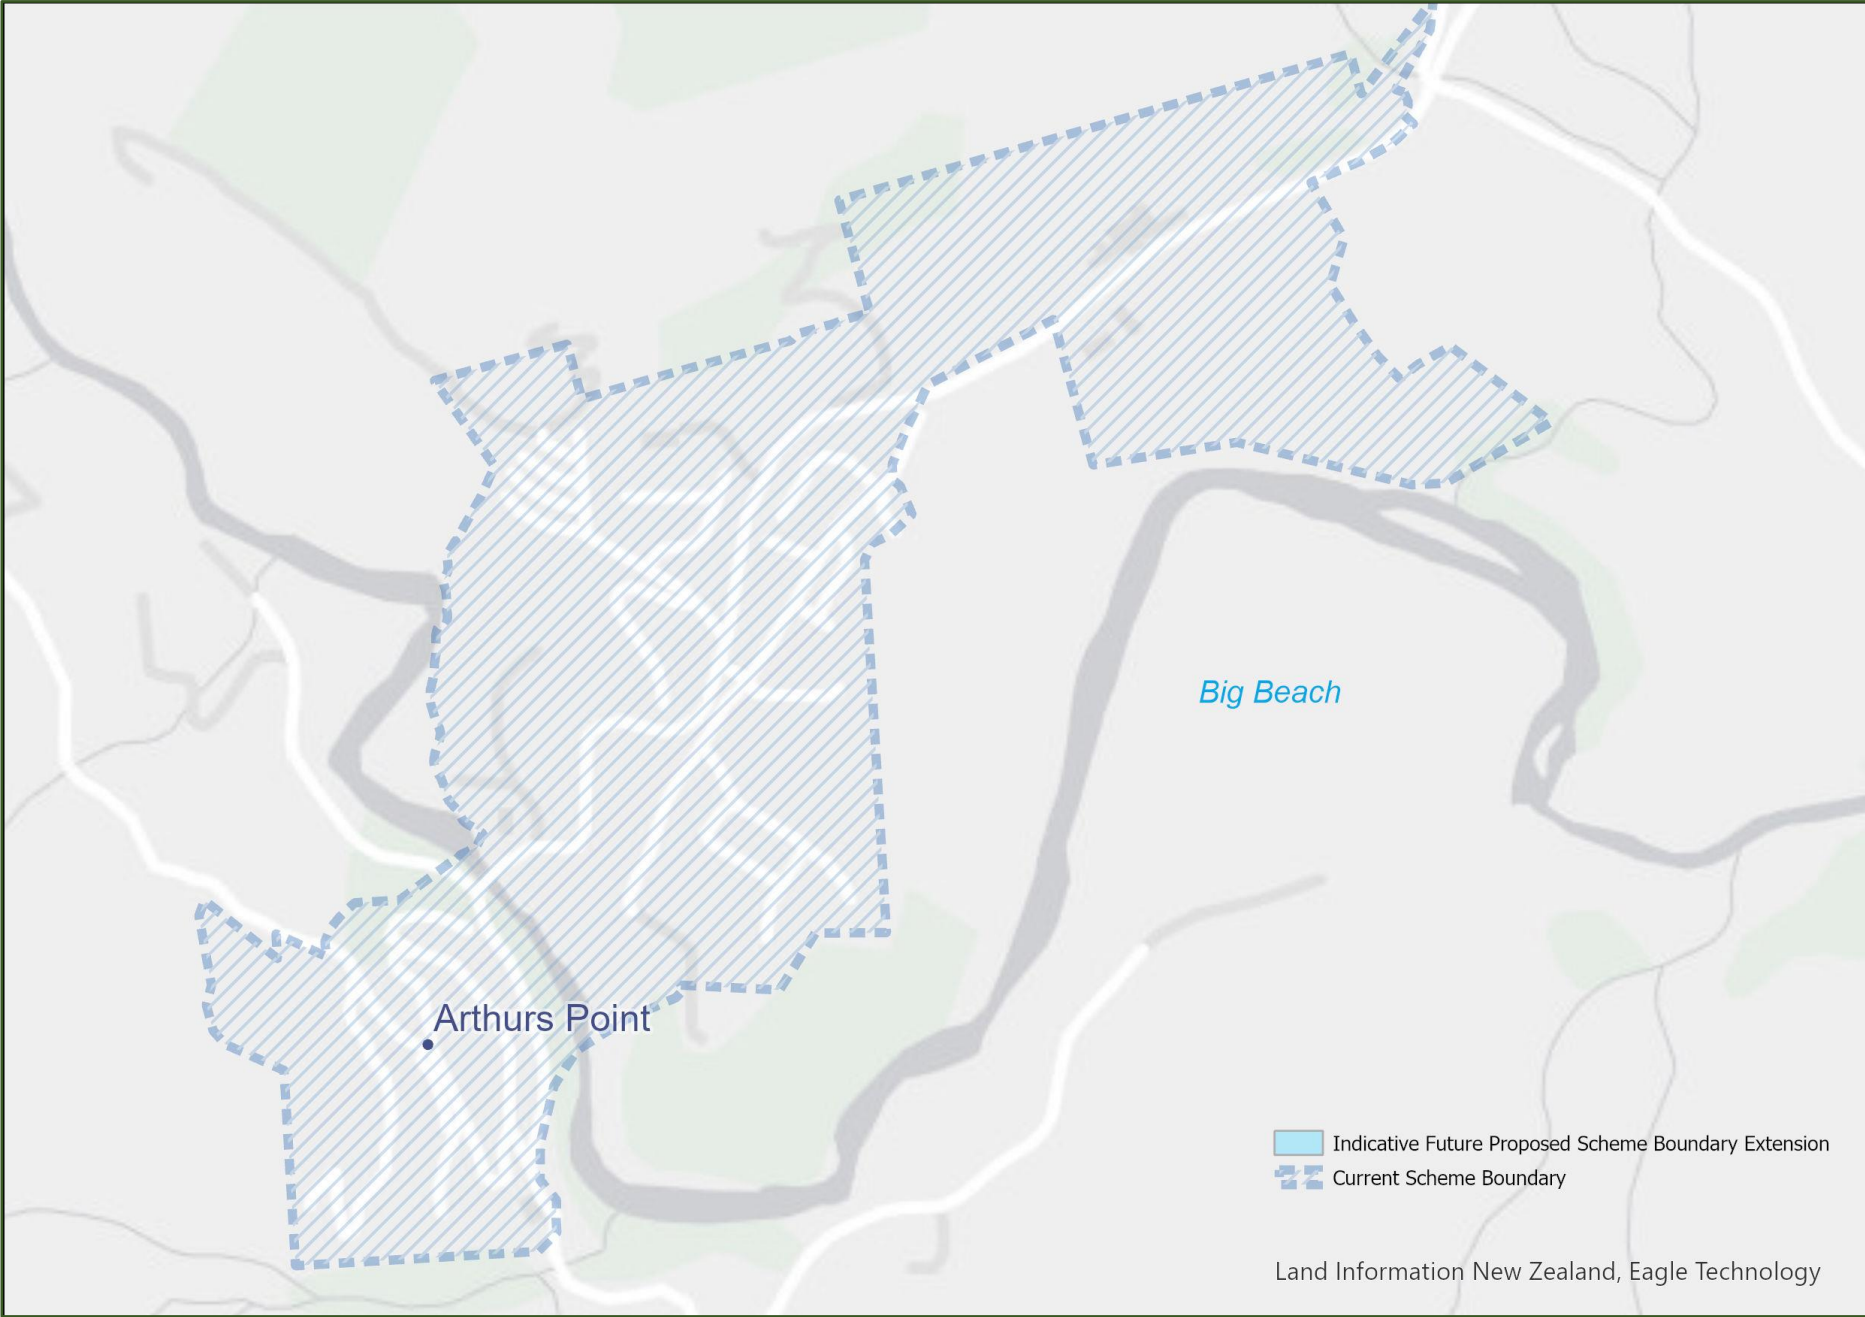 Big Beach
Arthurs Point
Indicative Future Proposed Scheme Boundary Extension
Current Scheme Boundary
Land Information New Zealand, Eagle Technology